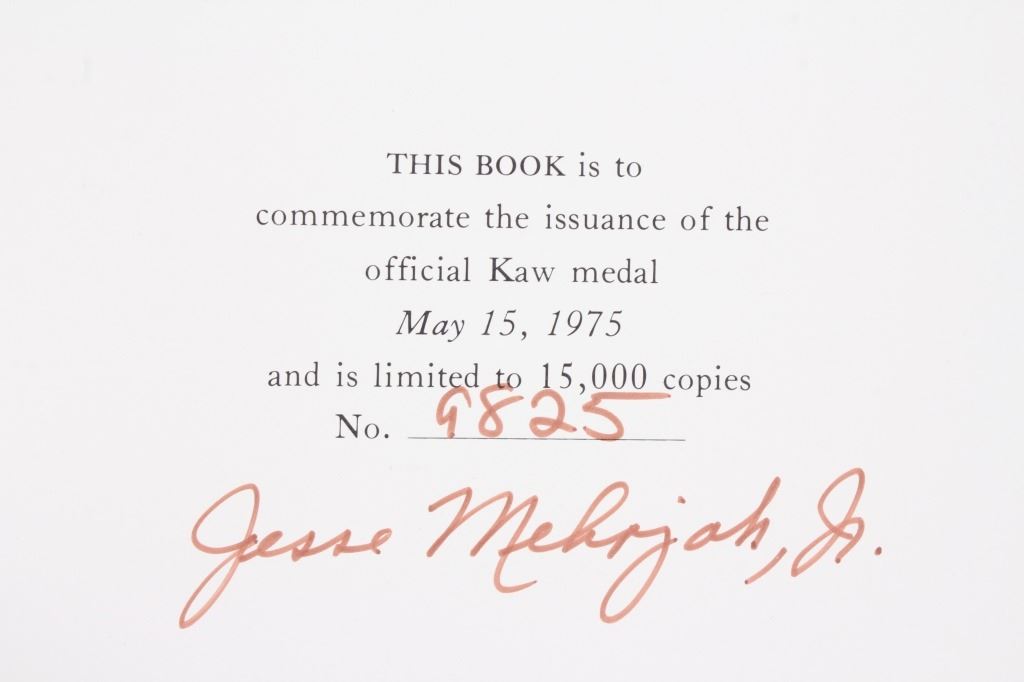 THIS BOOK is to
commemorate the issuance of the
official Kaw medal
May 15, 1975
and is limited to 15,000 copies
No. 9825
Jesse Mehojah, Jr.